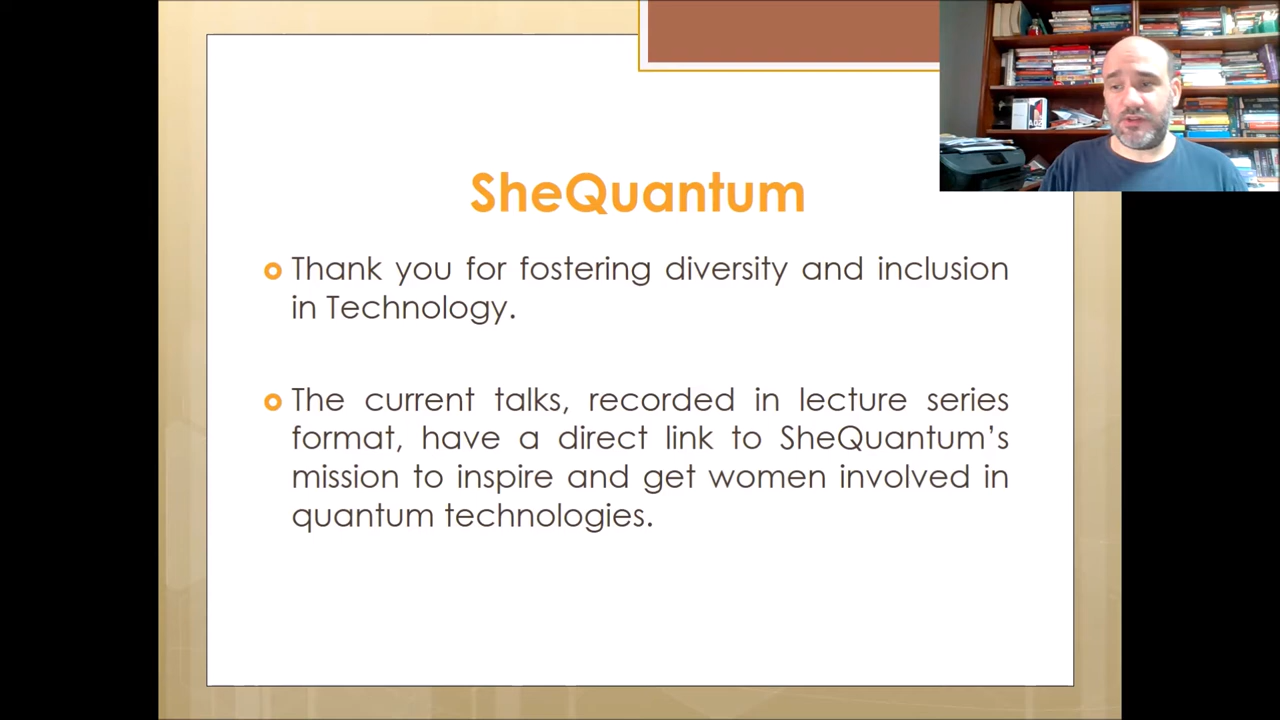 SheQuantum
Thank you for fostering diversity and inclusion
in Technology.
The current talks, recorded in lecture series
format, have a direct link to SheQuantum’s
mission to inspire and get women involved in
quantum technologies.